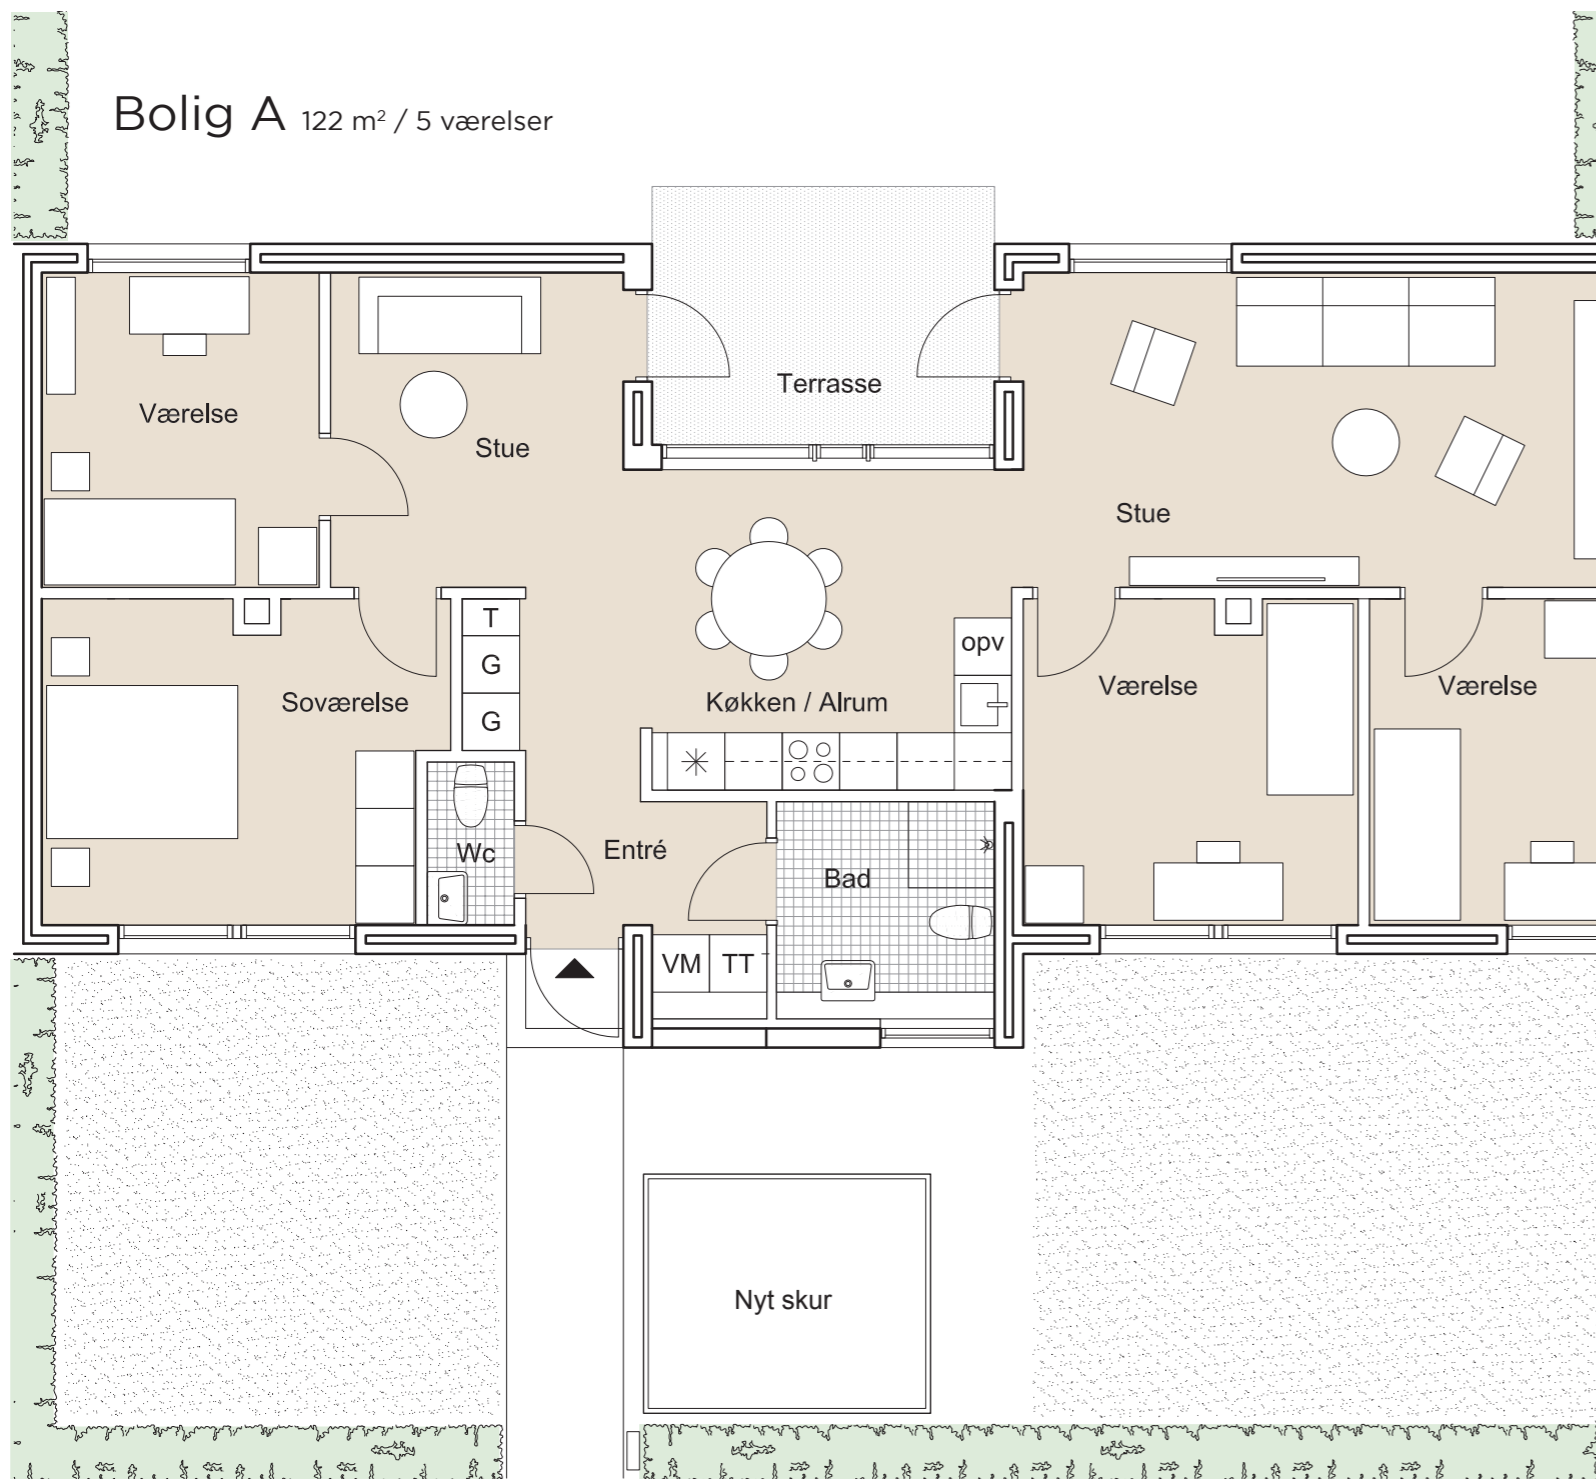 Bolig A 122 m² / 5 værelser
Terrasse
Værelse
Stue
Stue
T
G
G
opv
Soværelse
Køkken / Alrum
Værelse
Værelse
Wc
Entré
Bad
VM
TT
Nyt skur